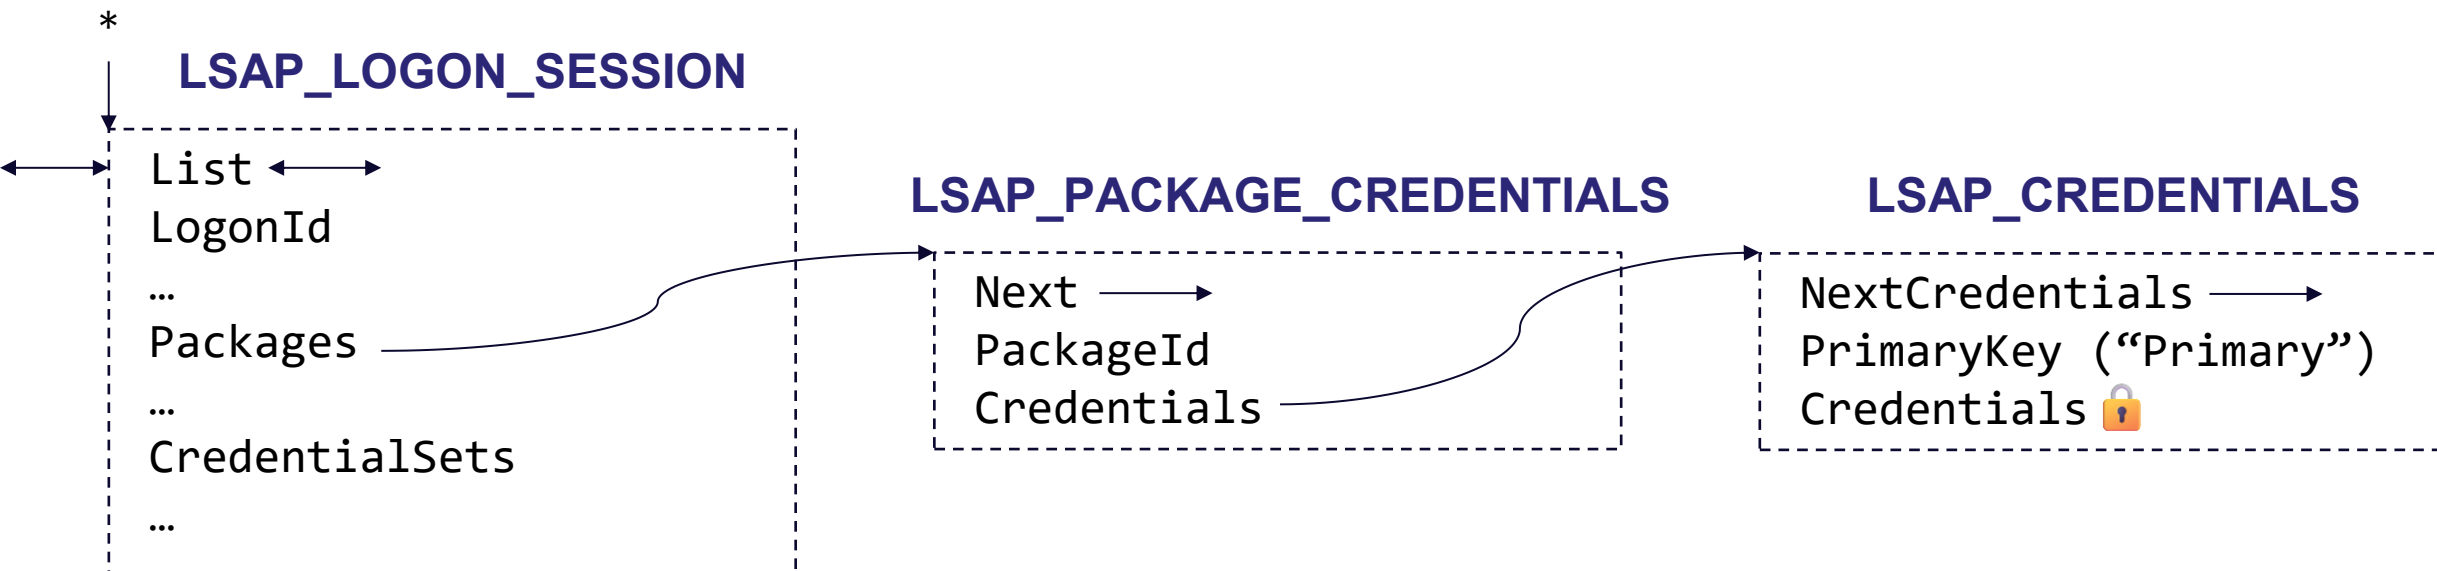 *
LSAP_LOGON_SESSION
List
LogonId
…
Packages
…
CredentialSets
…
LSAP_PACKAGE_CREDENTIALS
Next
PackageId
Credentials
LSAP_CREDENTIALS
NextCredentials
PrimaryKey (“Primary”)
Credentials